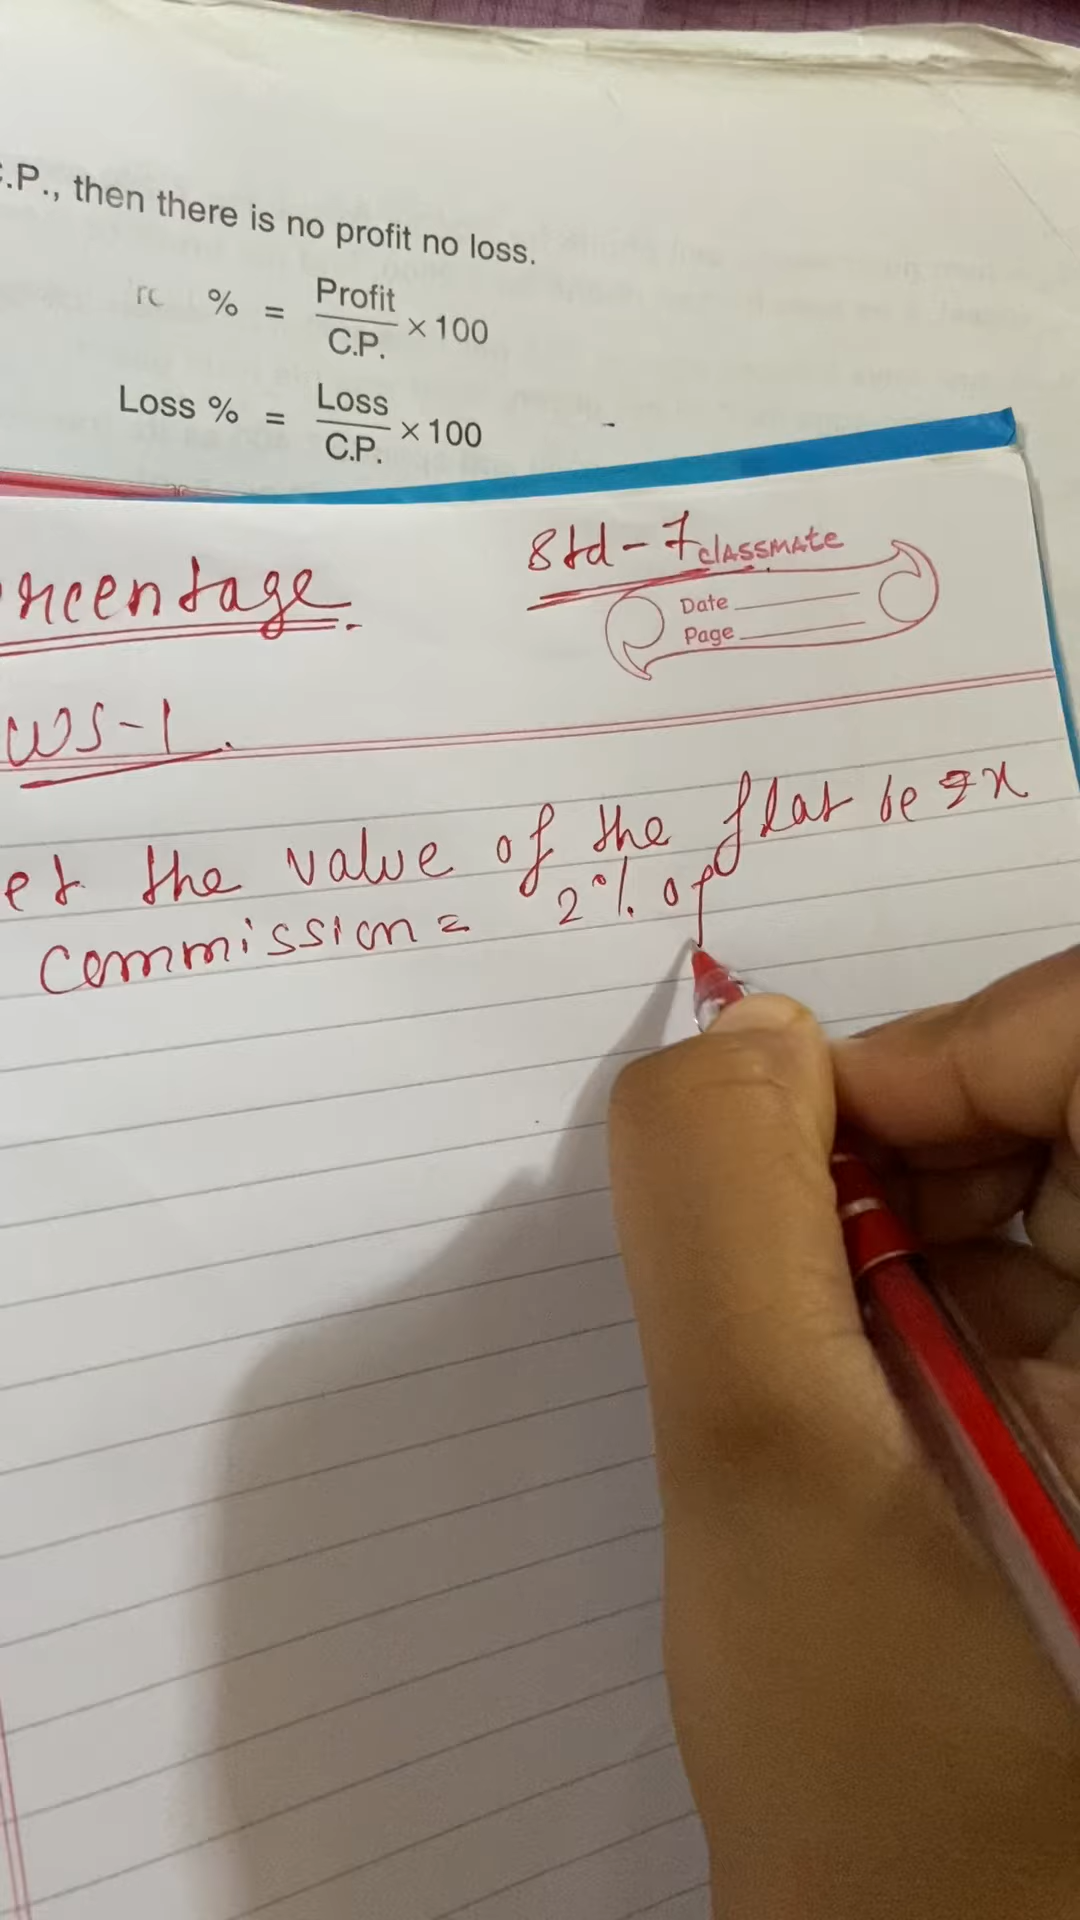 .P., then there is no profit no loss.
% = Profit / C.P. × 100
Loss % = Loss / C.P. × 100
Std - 7
classmate
rcentage
Date
Page
WS-1.
et the value of the flat be x
commission = 2% of